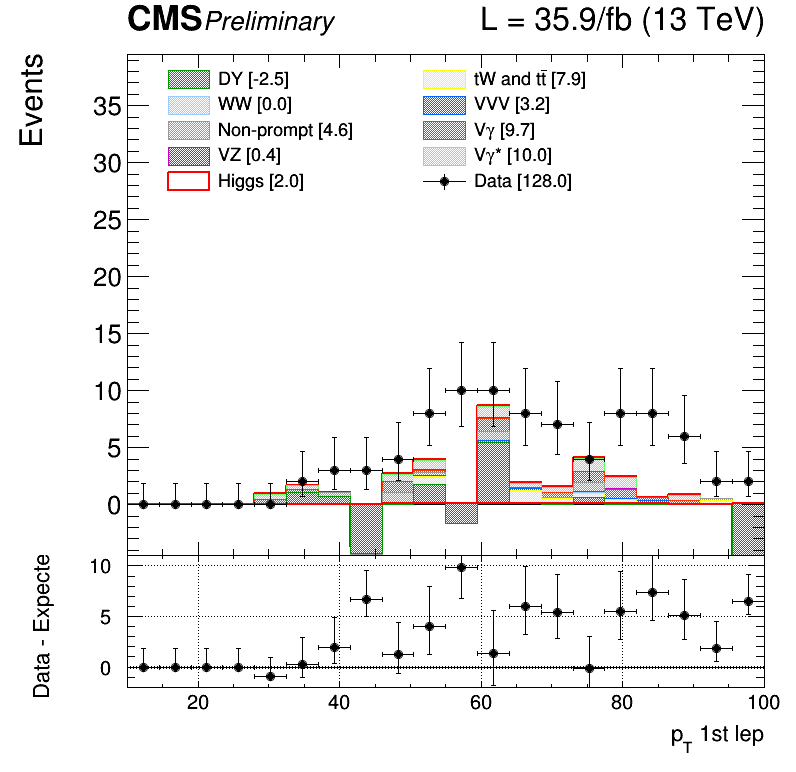 CMS Preliminary L = 35.9/fb (13 TeV)
Events
DY [-2.5] tW and tt̄ [7.9]
WW [0.0] VVV [3.2]
Non-prompt [4.6] Vγ [9.7]
VZ [0.4] Vγ* [10.0]
Higgs [2.0] Data [128.0]
35
30
25
20
15
10
5
0
Data - Expecte
10
5
0
20 40 60 80 100
p_T 1st lep